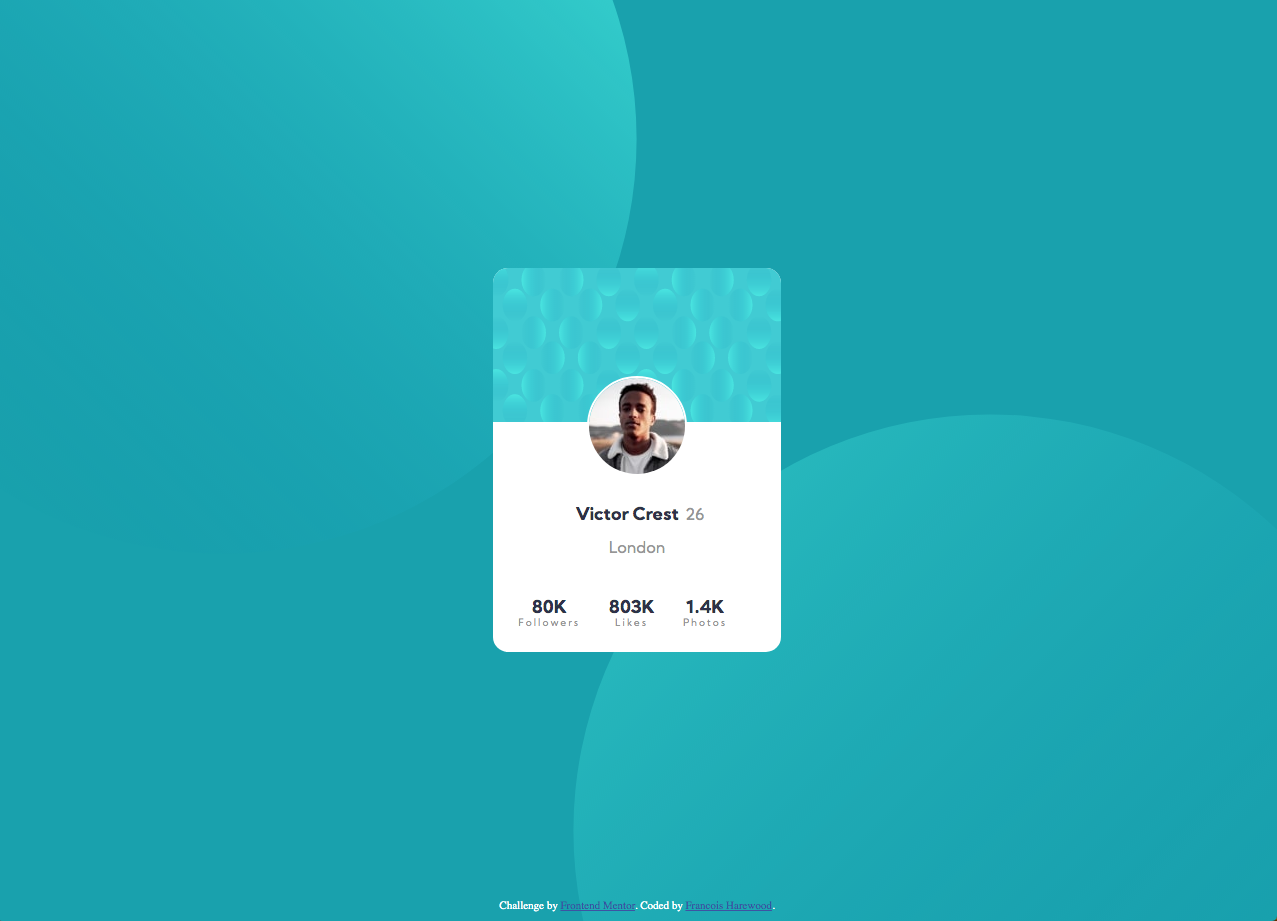 Victor Crest 26
London
80K 803K 1.4K
Followers Likes Photos
Challenge by Frontend Mentor. Coded by Francois Harewood.